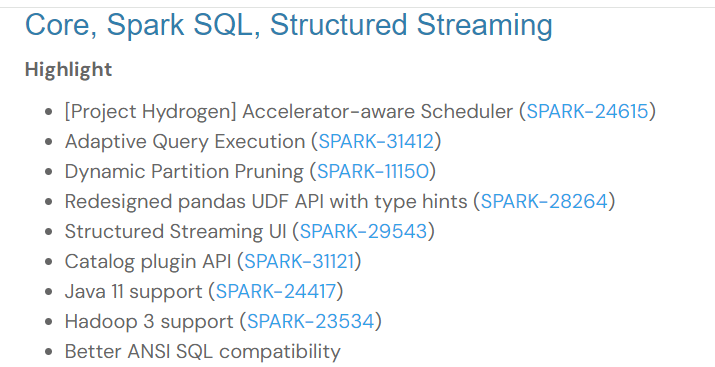 Core, Spark SQL, Structured Streaming
Highlight
• [Project Hydrogen] Accelerator-aware Scheduler (SPARK-24615)
• Adaptive Query Execution (SPARK-31412)
• Dynamic Partition Pruning (SPARK-11150)
• Redesigned pandas UDF API with type hints (SPARK-28264)
• Structured Streaming UI (SPARK-29543)
• Catalog plugin API (SPARK-31121)
• Java 11 support (SPARK-24417)
• Hadoop 3 support (SPARK-23534)
• Better ANSI SQL compatibility